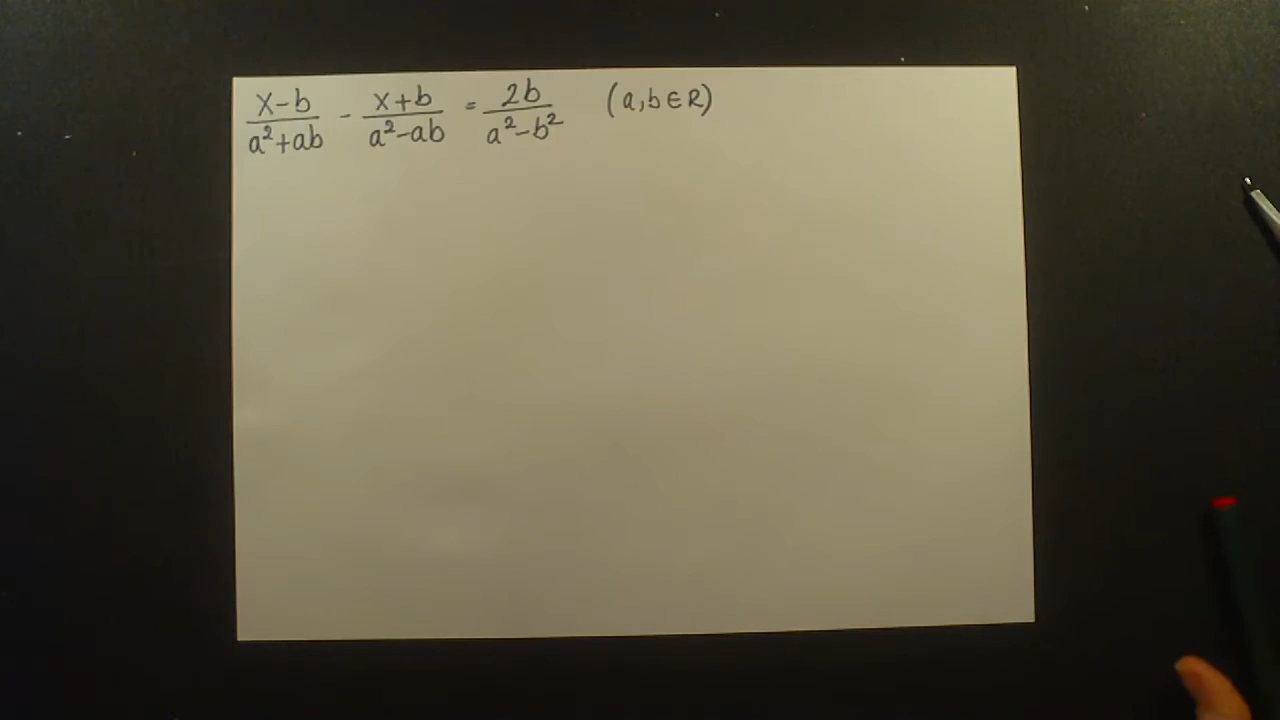 (x-b)/(a²+ab) - (x+b)/(a²-ab) = 2b/(a²-b²) (a,b∈R)